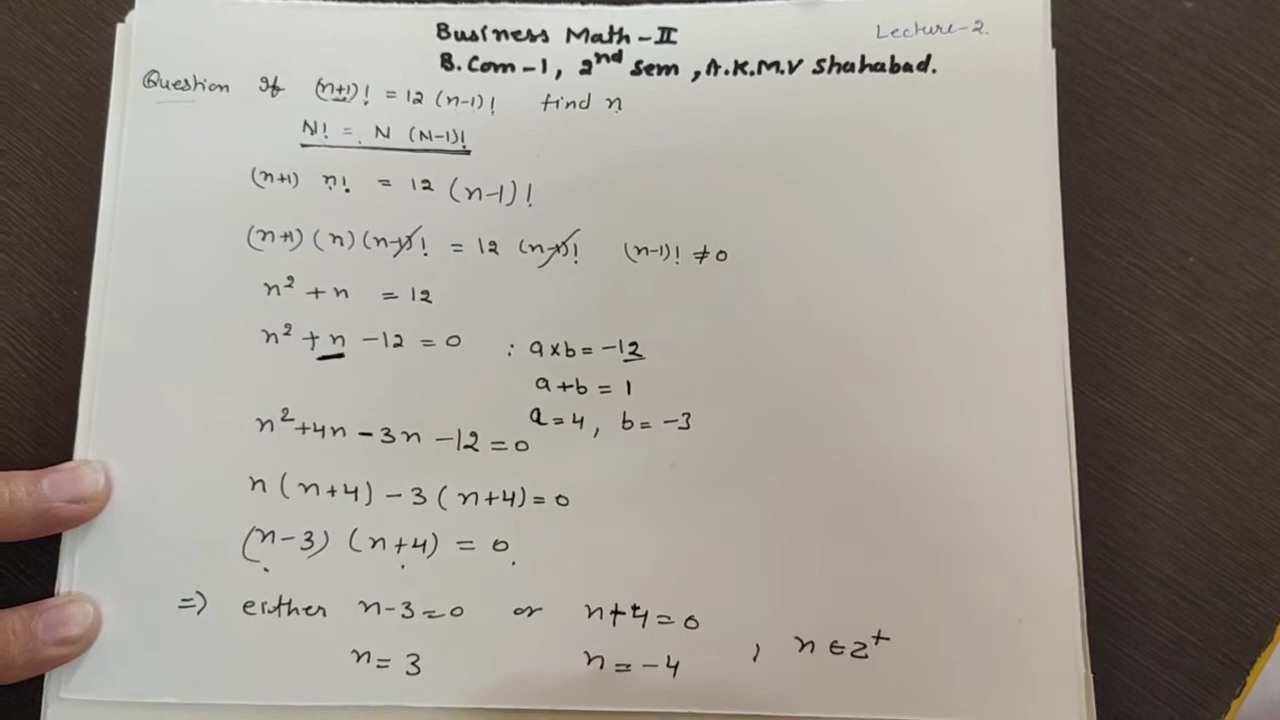 Business Math-II
Lecture-2.
B.Com-1, 2nd Sem, A.K.M.V Shahabad.
Question If (n+1)! = 12 (n-1)! find n
N! = N (N-1)!
(n+1) n! = 12 (n-1)!
(n+1) (n) (n-1)! = 12 (n-1)! (n-1)! ≠ 0
n² + n = 12
n² + n - 12 = 0 : a×b = -12
a+b = 1
a = 4, b = -3
n² + 4n - 3n - 12 = 0
n (n+4) - 3 (n+4) = 0
(n-3) (n+4) = 0.
=) either n-3 = 0 or n+4 = 0
n = 3 n = -4 , n ∈ Z+